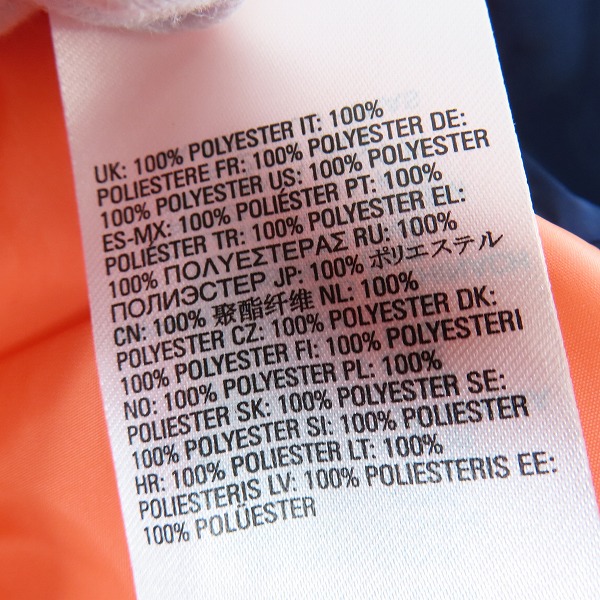 UK: 100% POLYESTER IT: 100%
POLIESTERE FR: 100% POLYESTER DE:
100% POLYESTER US: 100% POLYESTER
ES-MX: 100% POLIÉSTER PT: 100%
POLIÉSTER TR: 100% POLYESTER EL:
100% ΠΟΛΥΕΣΤΕΡΑΣ RU: 100%
ПОЛИЭСТЕР JP: 100% ポリエステル
CN: 100% 聚酯纤维 NL: 100%
POLYESTER CZ: 100% POLYESTER DK:
100% POLYESTER FI: 100% POLYESTERI
NO: 100% POLYESTER PL: 100%
POLIESTER SK: 100% POLYESTER SE:
100% POLYESTER SI: 100% POLIESTER
HR: 100% POLIESTER LT: 100%
POLIESTERIS LV: 100% POLIESTERIS EE:
100% POLÜESTER